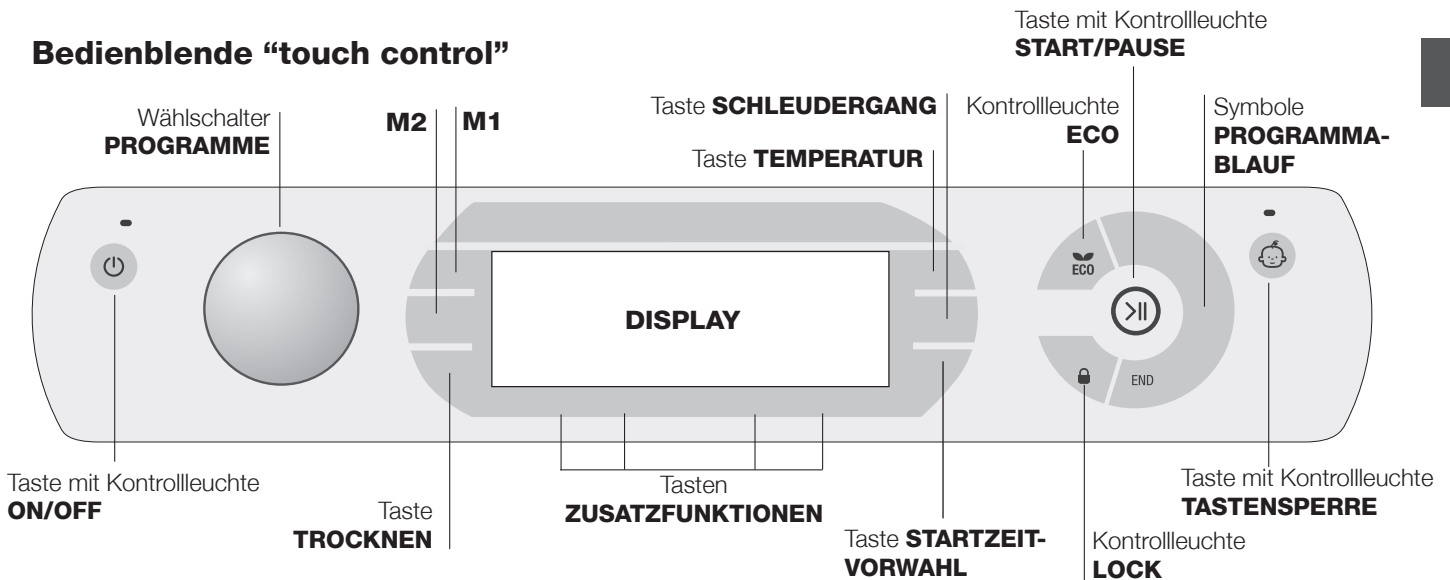 Bedienblende “touch control”
Taste mit Kontrollleuchte
START/PAUSE
Wählschalter
PROGRAMME
M2
M1
Taste SCHLEUDERGANG
Taste TEMPERATUR
Kontrollleuchte
ECO
Symbole
PROGRAMMA-
BLAUF
ECO
DISPLAY
END
Taste mit Kontrollleuchte
ON/OFF
Taste
TROCKNEN
Tasten
ZUSATZFUNKTIONEN
Taste STARTZEIT-
VORWAHL
Kontrollleuchte
LOCK
Taste mit Kontrollleuchte
TASTENSPERRE